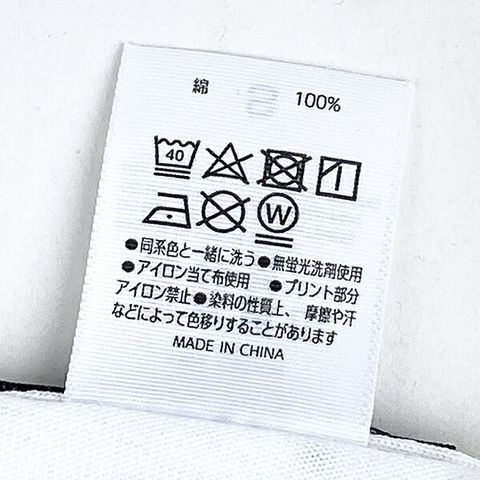 綿 100%
40
W
●同系色と一緒に洗う●無蛍光洗剤使用
●アイロン当て布使用 ●プリント部分
アイロン禁止●染料の性質上、摩擦や汗
などによって色移りすることがあります
MADE IN CHINA